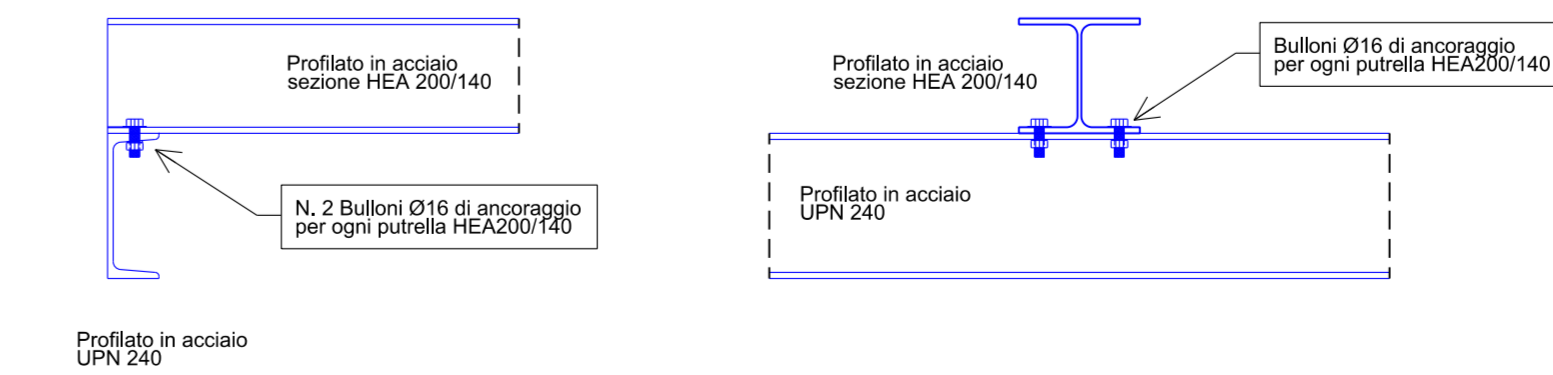 Profilato in acciaio
sezione HEA 200/140
N. 2 Bulloni Ø16 di ancoraggio
per ogni putrella HEA200/140
Profilato in acciaio
UPN 240
Profilato in acciaio
sezione HEA 200/140
Bulloni Ø16 di ancoraggio
per ogni putrella HEA200/140
Profilato in acciaio
UPN 240